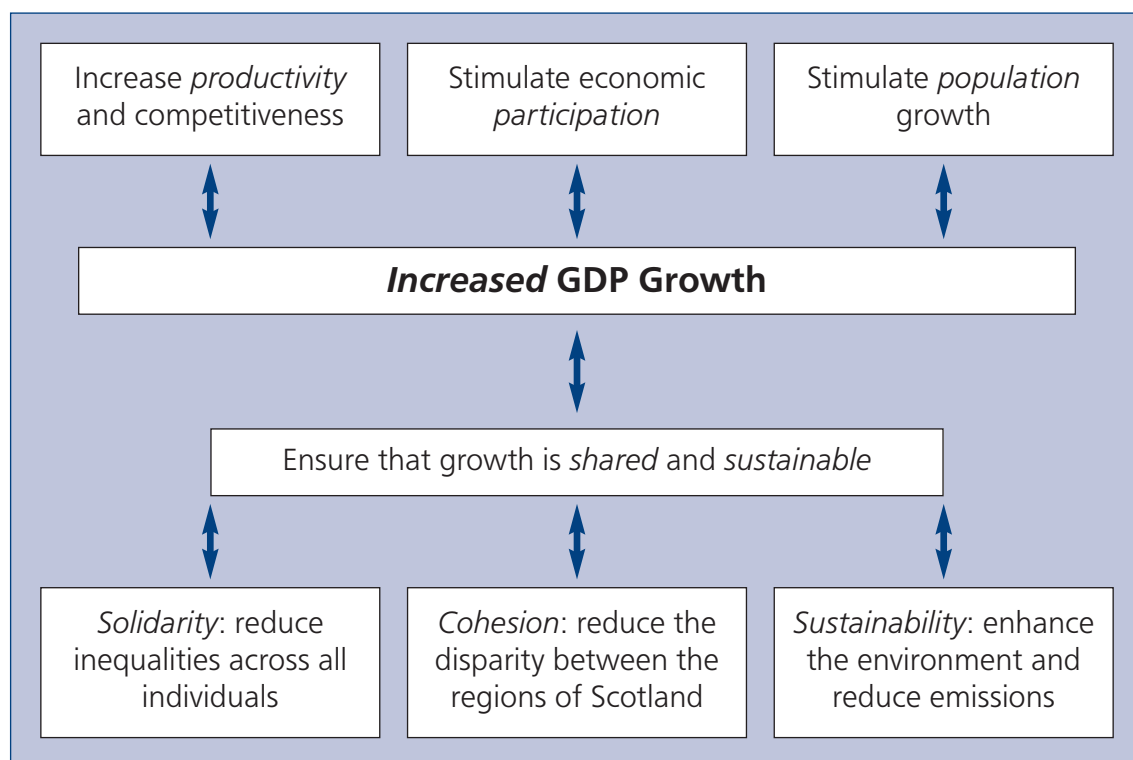 Increase productivity
and competitiveness
Stimulate economic
participation
Stimulate population
growth
Increased GDP Growth
Ensure that growth is shared and sustainable
Solidarity: reduce
inequalities across all
individuals
Cohesion: reduce the
disparity between the
regions of Scotland
Sustainability: enhance
the environment and
reduce emissions